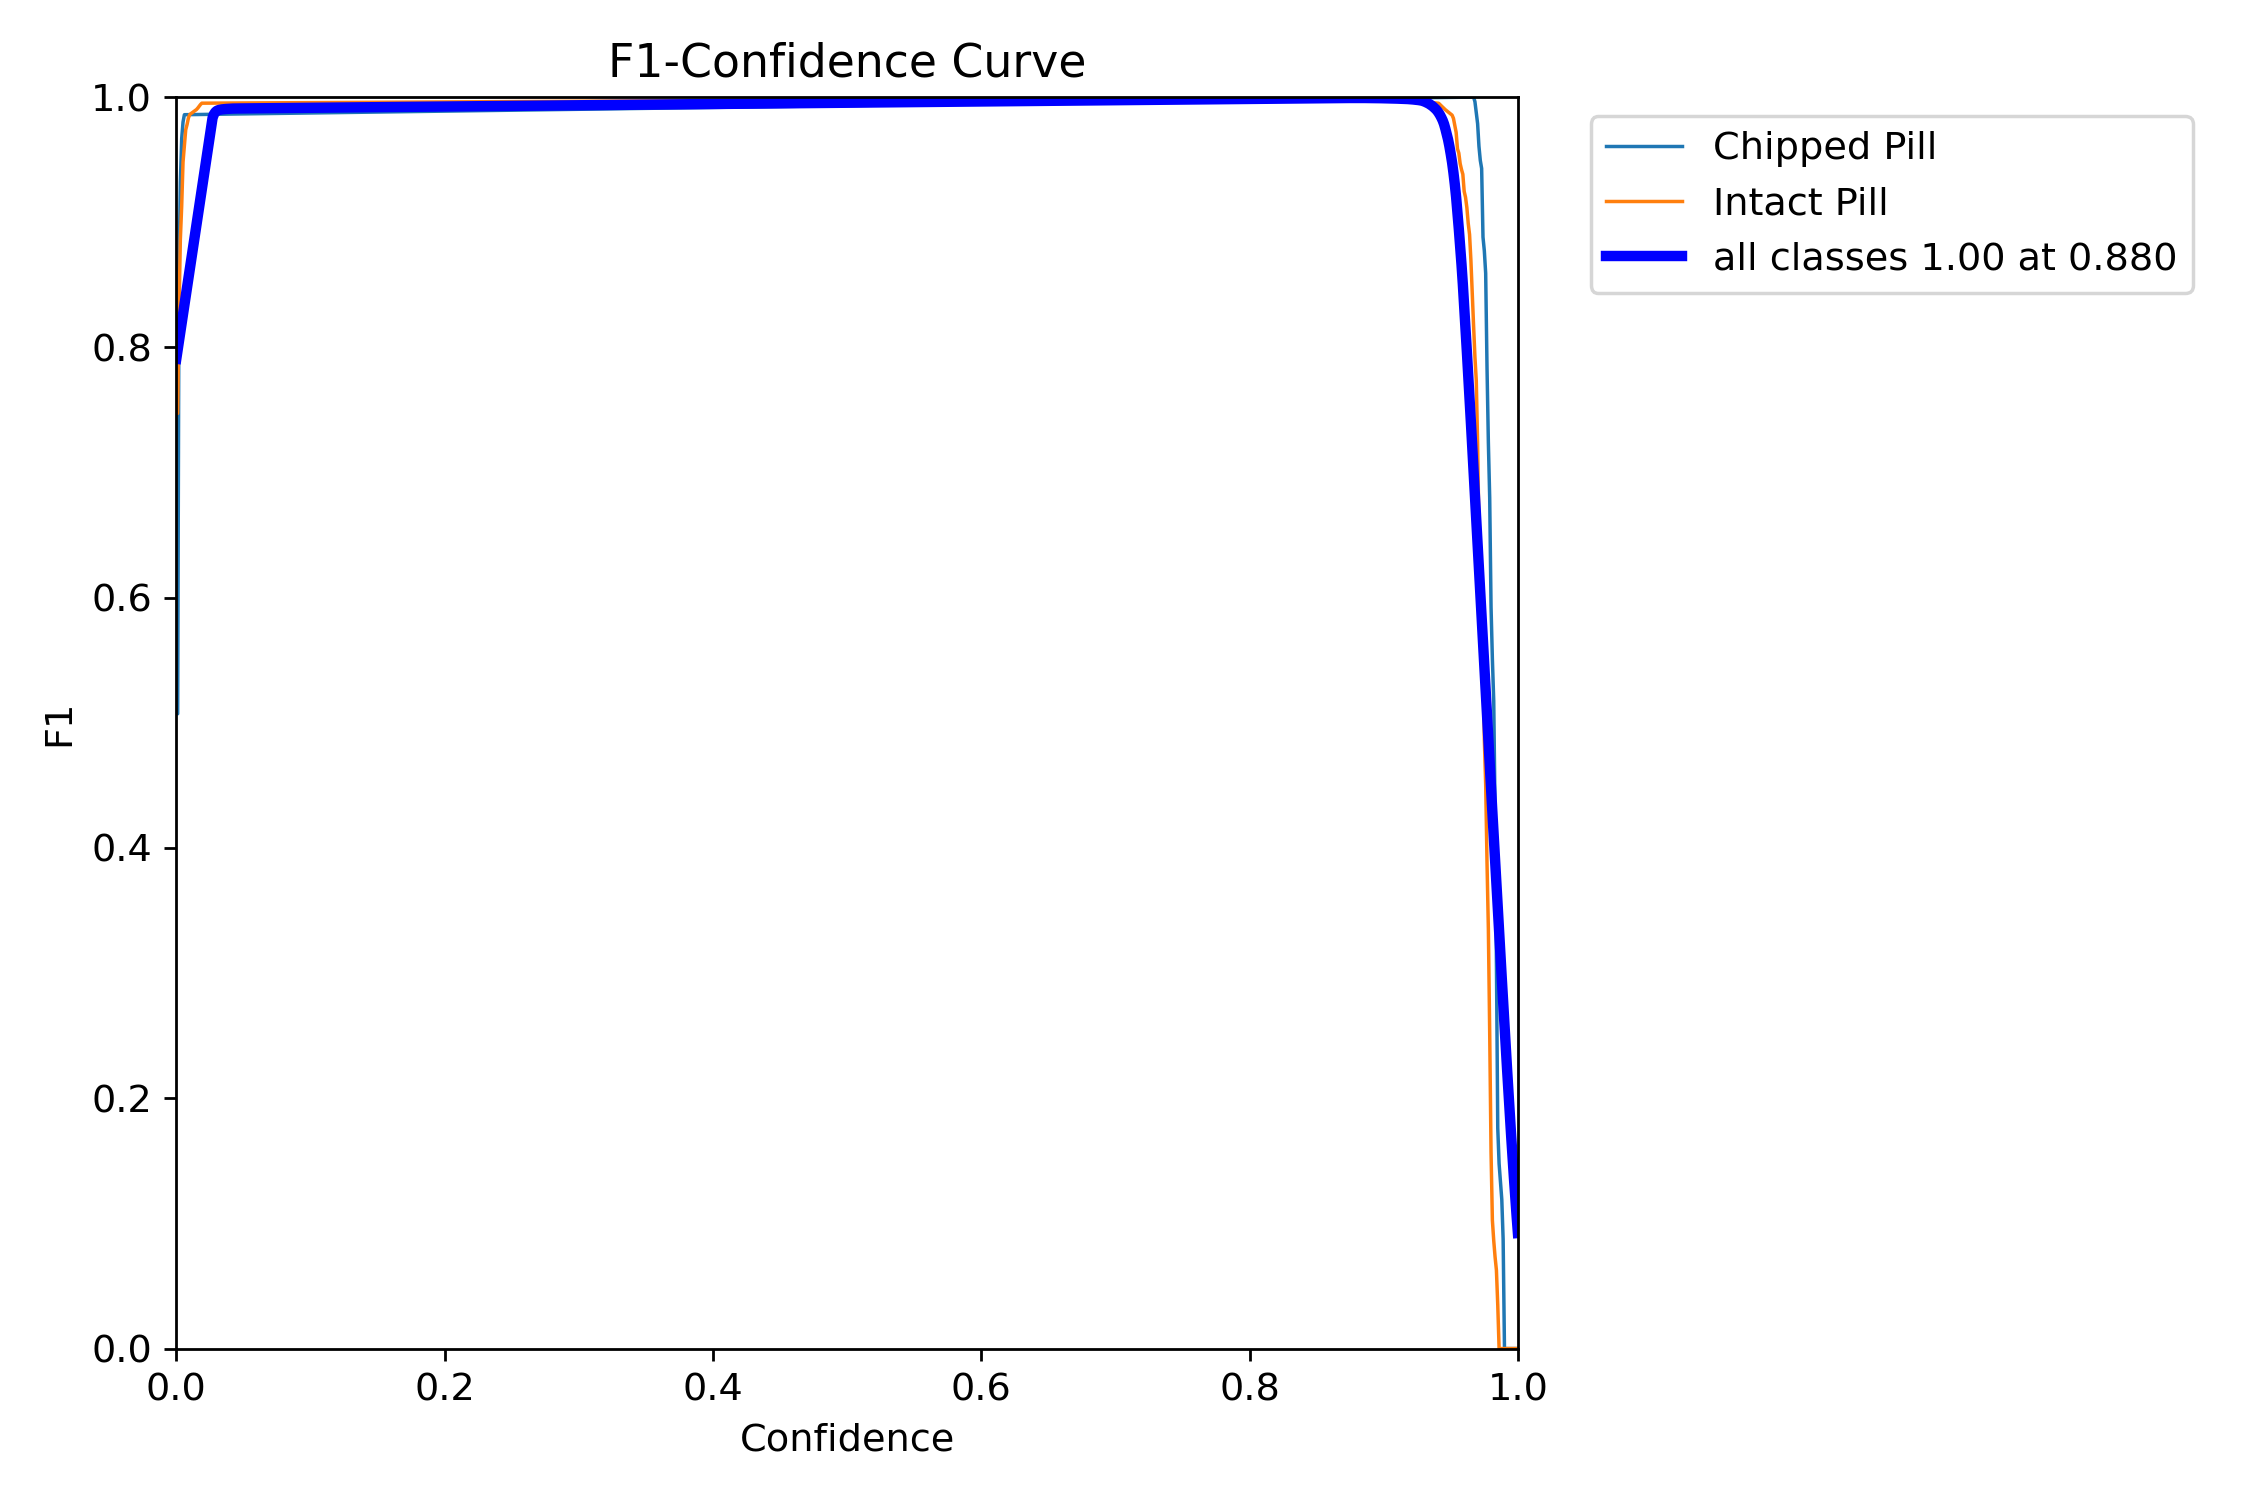 F1-Confidence Curve
1.0
0.8
0.6
0.4
0.2
0.0
F1
0.0 0.2 0.4 0.6 0.8 1.0
Confidence
Chipped Pill
Intact Pill
all classes 1.00 at 0.880